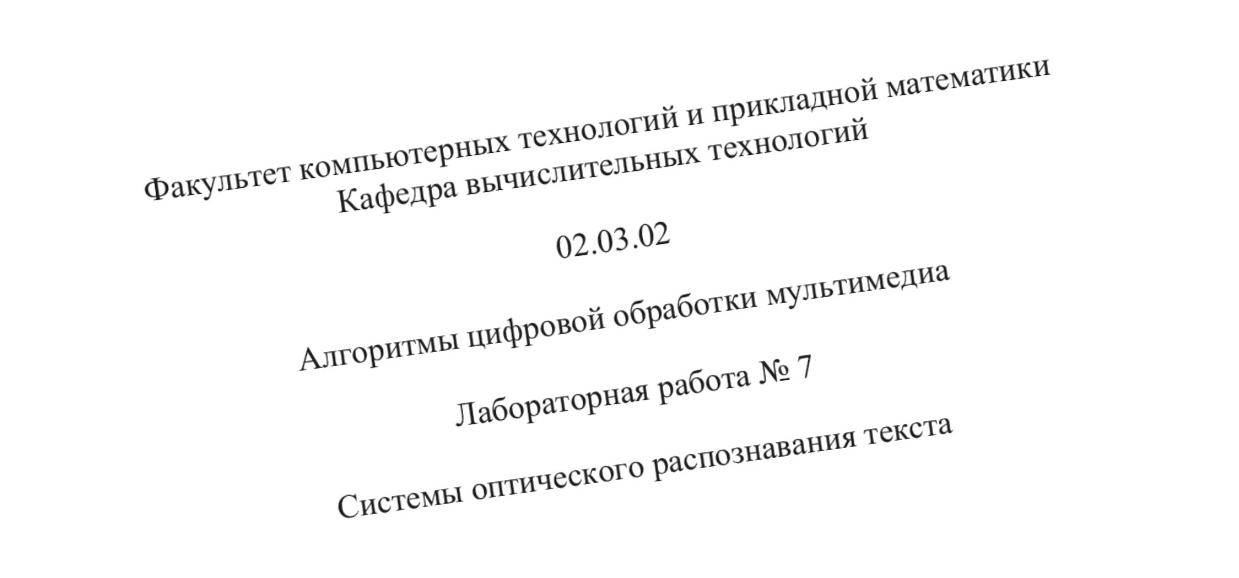 Факультет компьютерных технологий и прикладной математики
Кафедра вычислительных технологий
02.03.02
Алгоритмы цифровой обработки мультимедиа
Лабораторная работа № 7
Системы оптического распознавания текста